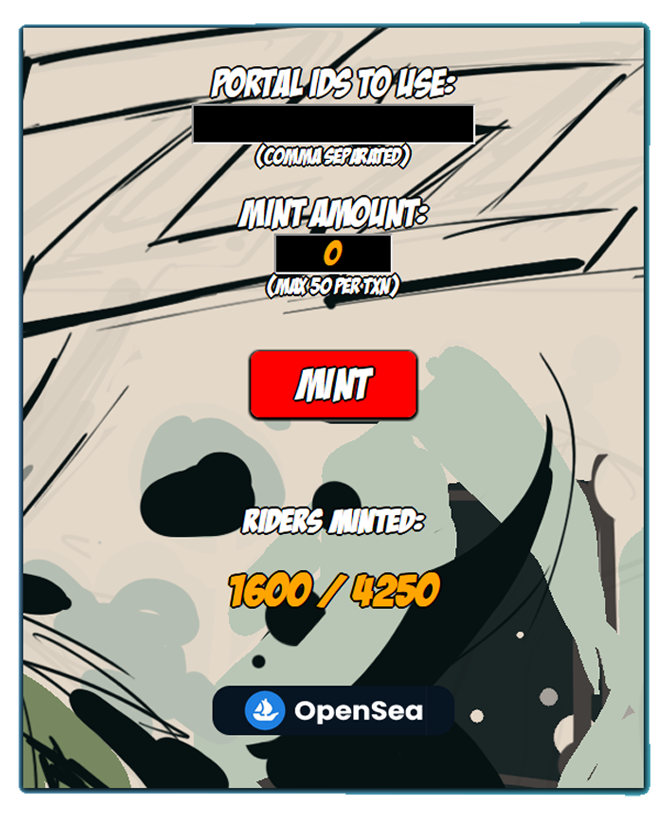 PORTAL IDS TO USE:
(COMMA SEPARATED)
MINT AMOUNT:
0
(MAX 50 PER TXN)
MINT
RIDERS MINTED:
1600 / 4250
OpenSea